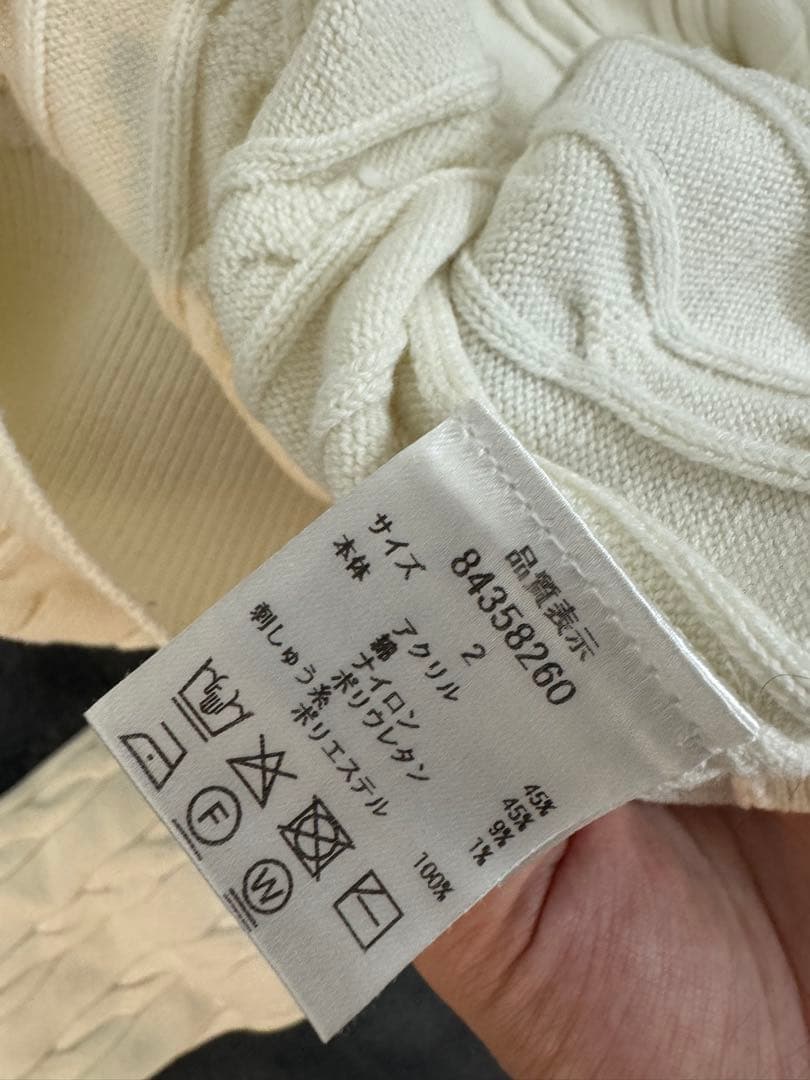 品質表示
84358260
サイズ 2
本体 アクリル 45%
綿 45%
ナイロン 9%
ポリウレタン 1%
刺しゅう糸 ポリエステル 100%
F
W